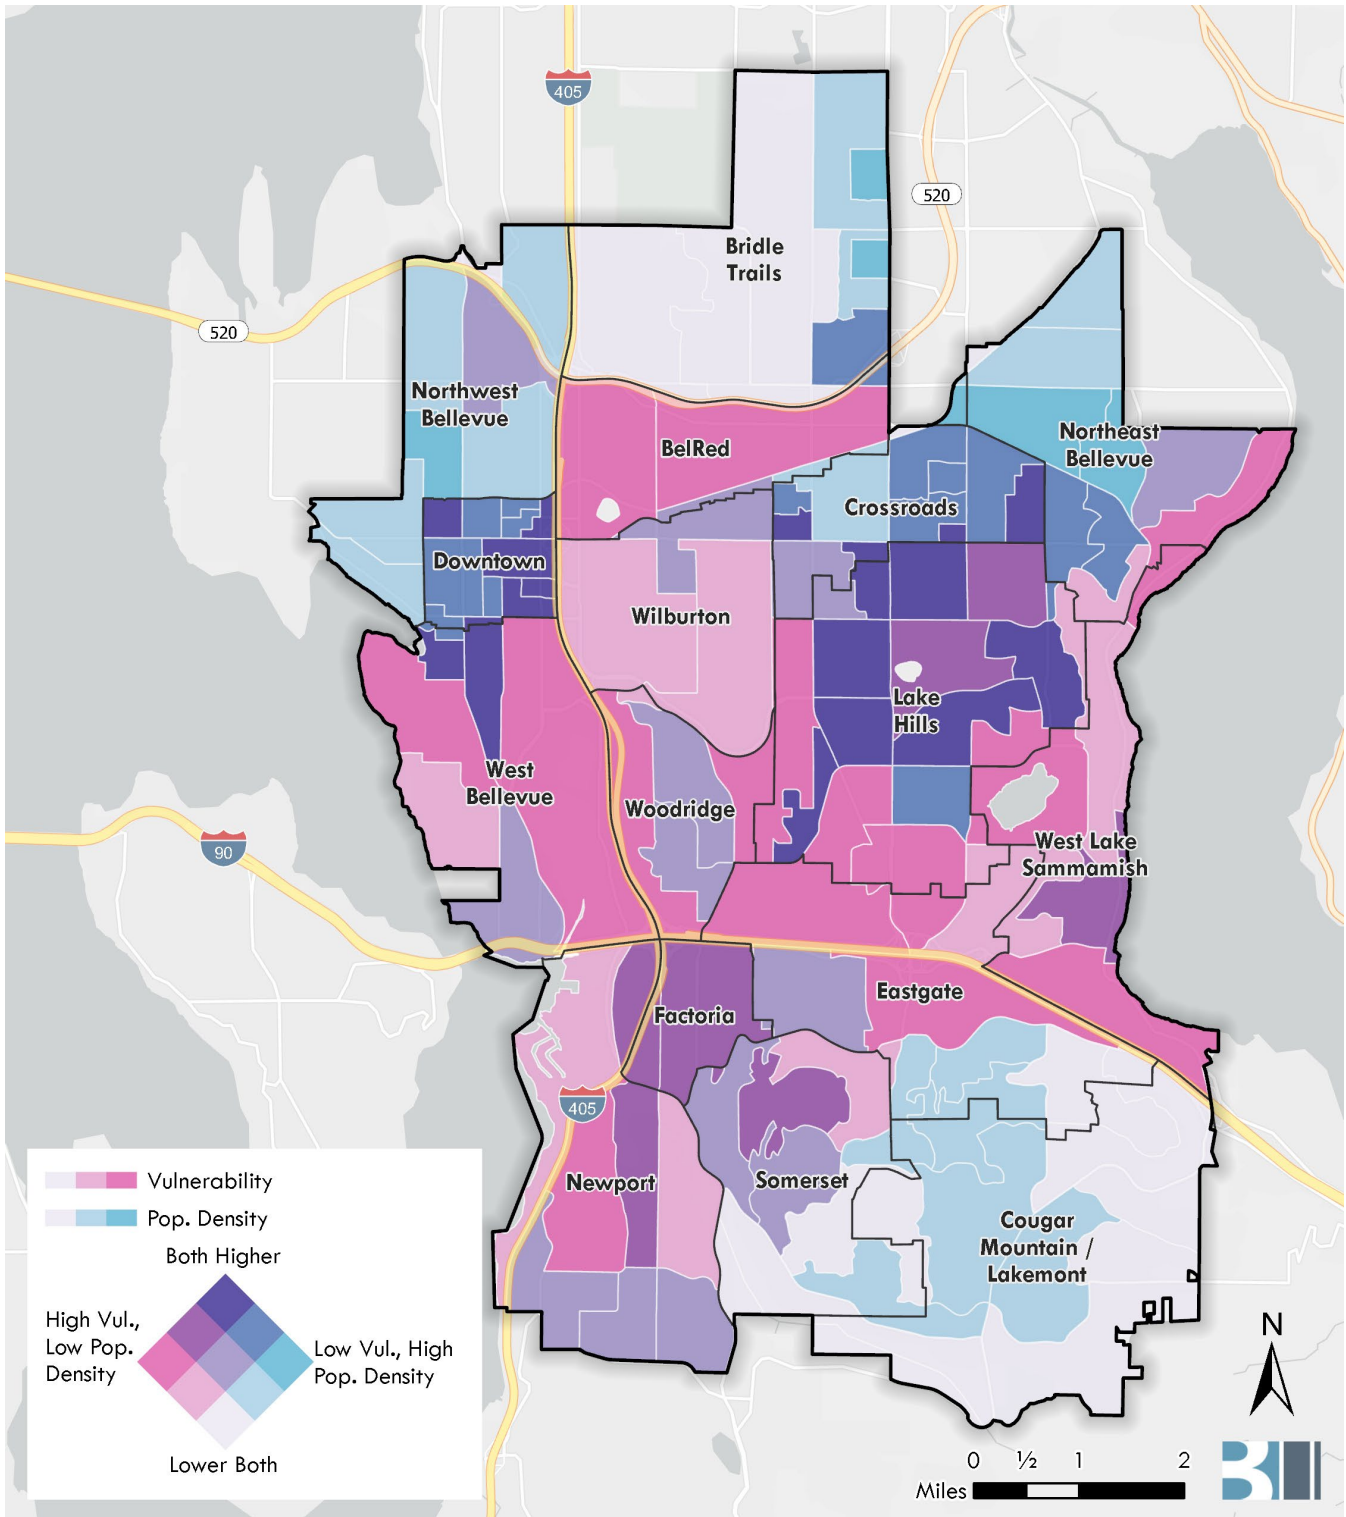 405
520
Bridle
Trails
520
Northwest
Bellevue
BelRed
Northeast
Bellevue
Crossroads
Downtown
Wilburton
Lake
Hills
West
Bellevue
Woodridge
90
West Lake
Sammamish
Eastgate
Factoria
405
Newport
Somerset
Cougar
Mountain /
Lakemont
Vulnerability
Pop. Density
Both Higher
High Vul.,
Low Pop.
Density
Low Vul., High
Pop. Density
Lower Both
N
0 ½ 1 2
Miles